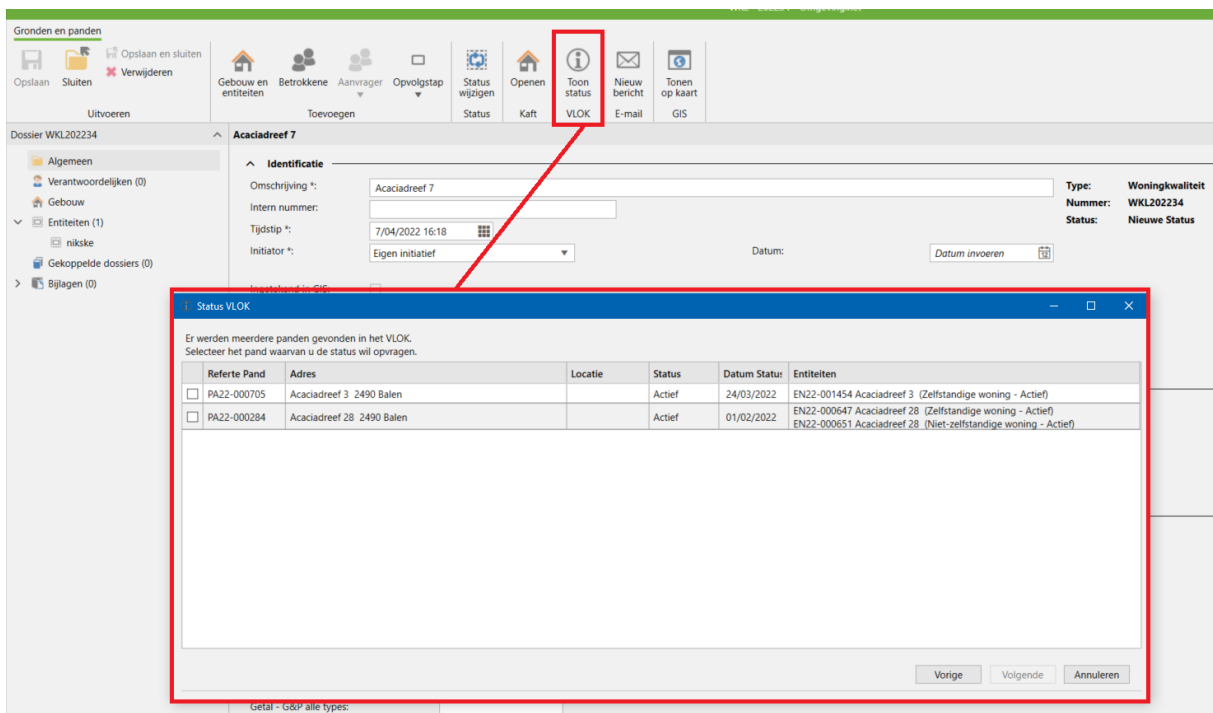 Gronden en panden
Opslaan
Sluiten
Opslaan en sluiten
Verwijderen
Uitvoeren
Gebouw en entiteiten
Betrokkene
Aanvrager
Opvolgstap
Toevoegen
Status wijzigen
Status
Openen
Kaft
Toon status
VLOK
Nieuw bericht
E-mail
Tonen op kaart
GIS
Dossier WKL202234
Algemeen
Verantwoordelijken (0)
Gebouw
Entiteiten (1)
nikske
Gekoppelde dossiers (0)
Bijlagen (0)
Acaciadreef 7
Identificatie
Omschrijving *: Acaciadreef 7
Intern nummer:
Tijdstip *: 7/04/2022 16:18
Initiator *: Eigen initiatief
Datum: Datum invoeren
Type: Woningkwaliteit
Nummer: WKL202234
Status: Nieuwe Status
Status VLOK
Er werden meerdere panden gevonden in het VLOK.
Selecteer het pand waarvan u de status wil opvragen.
Referte Pand Adres Locatie Status Datum Status Entiteiten
PA22-000705 Acaciadreef 3 2490 Balen Actief 24/03/2022 EN22-001454 Acaciadreef 3 (Zelfstandige woning - Actief)
PA22-000284 Acaciadreef 28 2490 Balen Actief 01/02/2022 EN22-000647 Acaciadreef 28 (Zelfstandige woning - Actief)
EN22-000651 Acaciadreef 28 (Niet-zelfstandige woning - Actief)
Vorige Volgende Annuleren
Getal - G&P alle types: